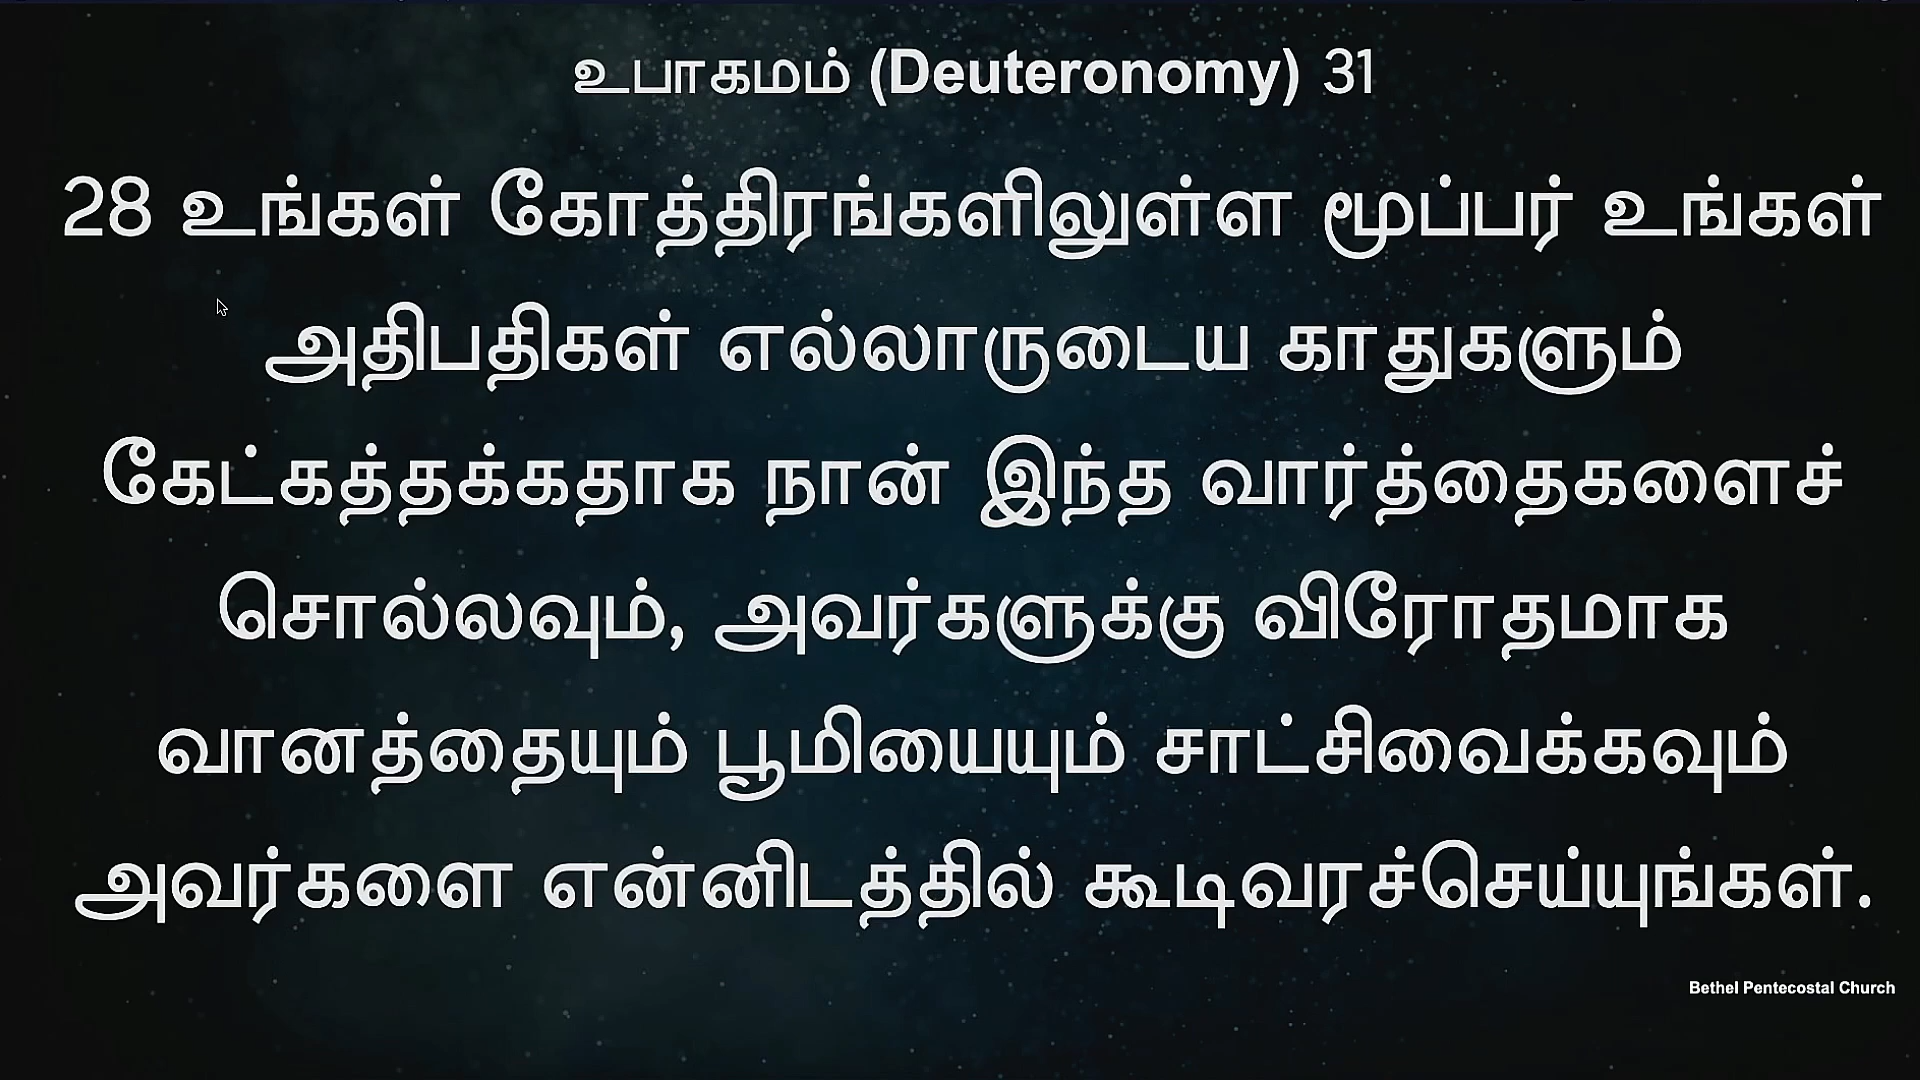 உபாகமம் (Deuteronomy) 31
28 உங்கள் கோத்திரங்களிலுள்ள மூப்பர் உங்கள்
அதிபதிகள் எல்லாருடைய காதுகளும்
கேட்கத்தக்கதாக நான் இந்த வார்த்தைகளைச்
சொல்லவும், அவர்களுக்கு விரோதமாக
வானத்தையும் பூமியையும் சாட்சிவைக்கவும்
அவர்களை என்னிடத்தில் கூடிவரச்செய்யுங்கள்.
Bethel Pentecostal Church